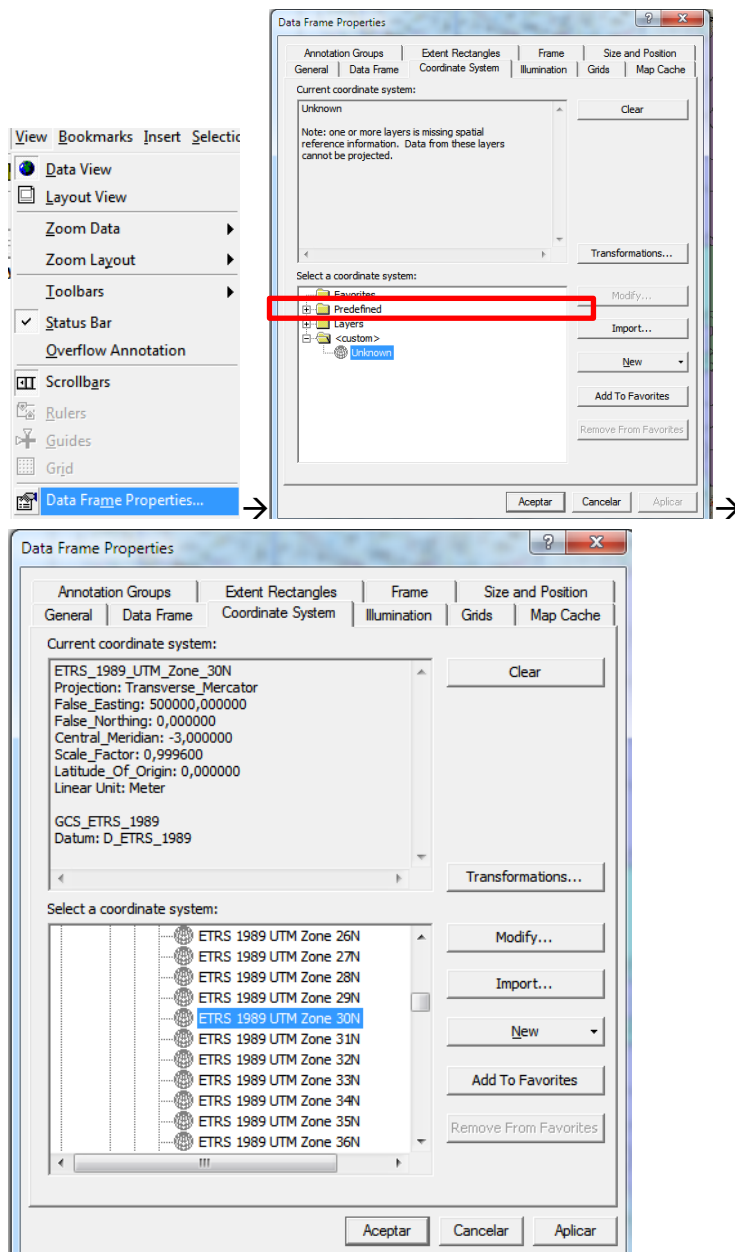 View Bookmarks Insert Selectio
Data View
Layout View
Zoom Data
Zoom Layout
Toolbars
Status Bar
Overflow Annotation
Scrollbars
Rulers
Guides
Grid
Data Frame Properties...
→
Data Frame Properties
Annotation Groups Extent Rectangles Frame Size and Position
General Data Frame Coordinate System Illumination Grids Map Cache
Current coordinate system:
Unknown
Note: one or more layers is missing spatial
reference information. Data from these layers
cannot be projected.
Clear
Transformations...
Select a coordinate system:
Favorites
Predefined
Layers
<custom>
Unknown
Modify...
Import...
New
Add To Favorites
Remove From Favorites
Aceptar Cancelar Aplicar
→
Data Frame Properties
Annotation Groups Extent Rectangles Frame Size and Position
General Data Frame Coordinate System Illumination Grids Map Cache
Current coordinate system:
ETRS_1989_UTM_Zone_30N
Projection: Transverse_Mercator
False_Easting: 500000,000000
False_Northing: 0,000000
Central_Meridian: -3,000000
Scale_Factor: 0,999600
Latitude_Of_Origin: 0,000000
Linear Unit: Meter
GCS_ETRS_1989
Datum: D_ETRS_1989
Clear
Transformations...
Select a coordinate system:
ETRS 1989 UTM Zone 26N
ETRS 1989 UTM Zone 27N
ETRS 1989 UTM Zone 28N
ETRS 1989 UTM Zone 29N
ETRS 1989 UTM Zone 30N
ETRS 1989 UTM Zone 31N
ETRS 1989 UTM Zone 32N
ETRS 1989 UTM Zone 33N
ETRS 1989 UTM Zone 34N
ETRS 1989 UTM Zone 35N
ETRS 1989 UTM Zone 36N
Modify...
Import...
New
Add To Favorites
Remove From Favorites
Aceptar Cancelar Aplicar